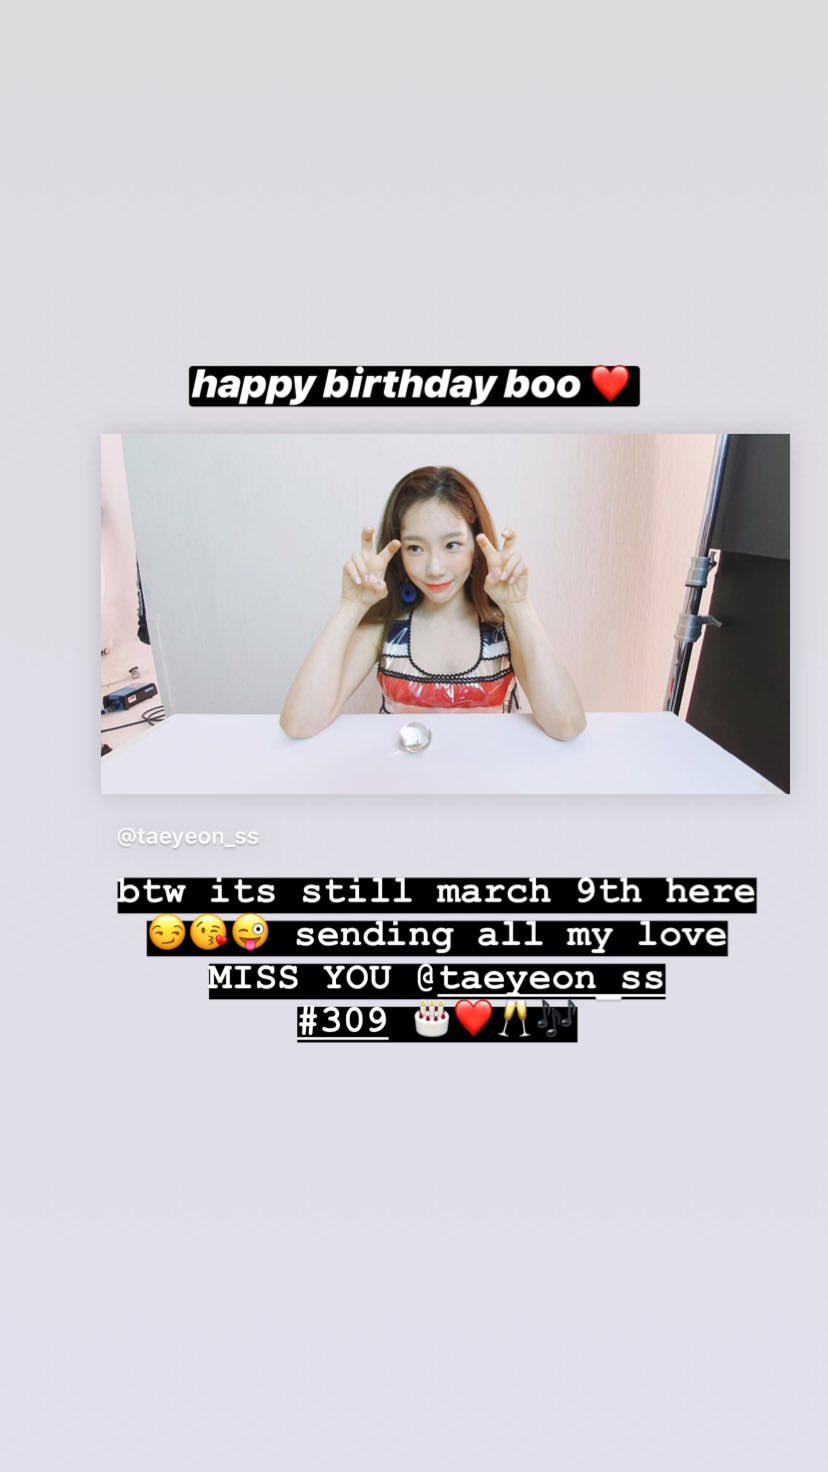 happy birthday boo ❤️
@taeyeon_ss
btw its still march 9th here
😏😘😜 sending all my love
MISS YOU @taeyeon_ss
#309 🎂❤️🥂🎶